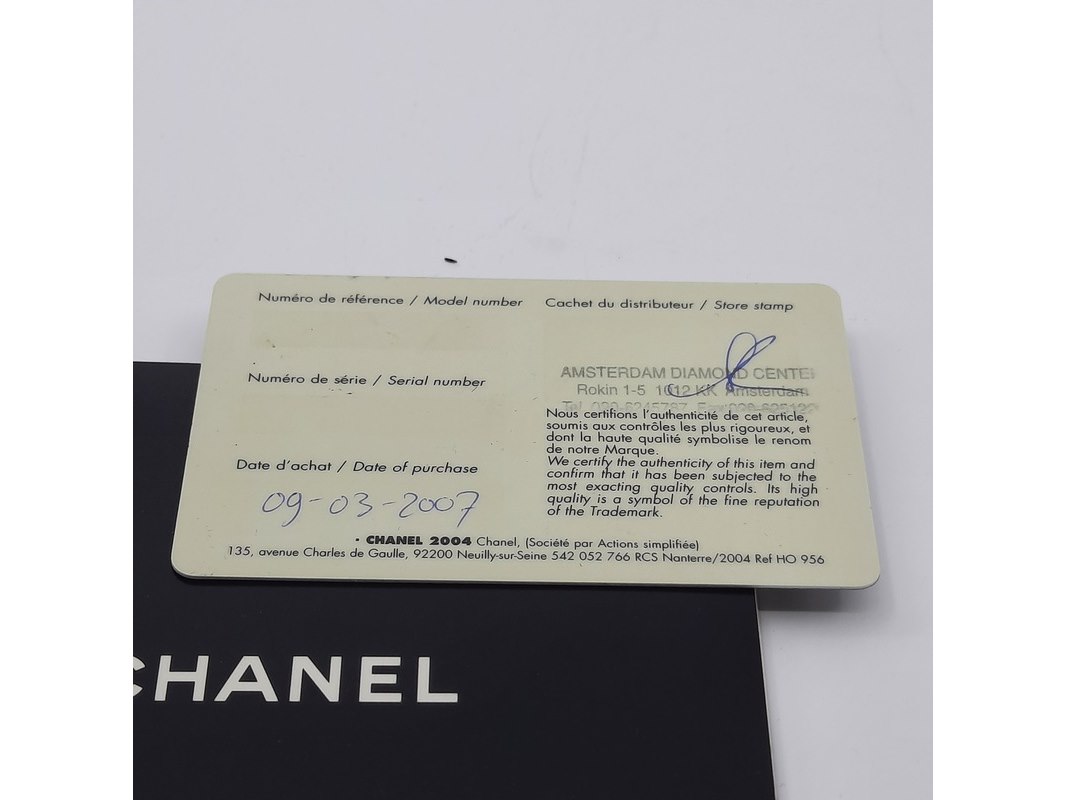 Numéro de référence / Model number
Cachet du distributeur / Store stamp
AMSTERDAM DIAMOND CENTER
Rokin 1-5 1012 KK Amsterdam
Numéro de série / Serial number
Nous certifions l'authenticité de cet article,
soumis aux contrôles les plus rigoureux, et
dont la haute qualité symbolise le renom
de notre Marque.
We certify the authenticity of this item and
confirm that it has been subjected to the
most exacting quality controls. Its high
quality is a symbol of the fine reputation
of the Trademark.
Date d'achat / Date of purchase
09-03-2007
• CHANEL 2004 Chanel, (Société par Actions simplifiée)
135, avenue Charles de Gaulle, 92200 Neuilly-sur-Seine 542 052 766 RCS Nanterre/2004 Ref HO 956
CHANEL